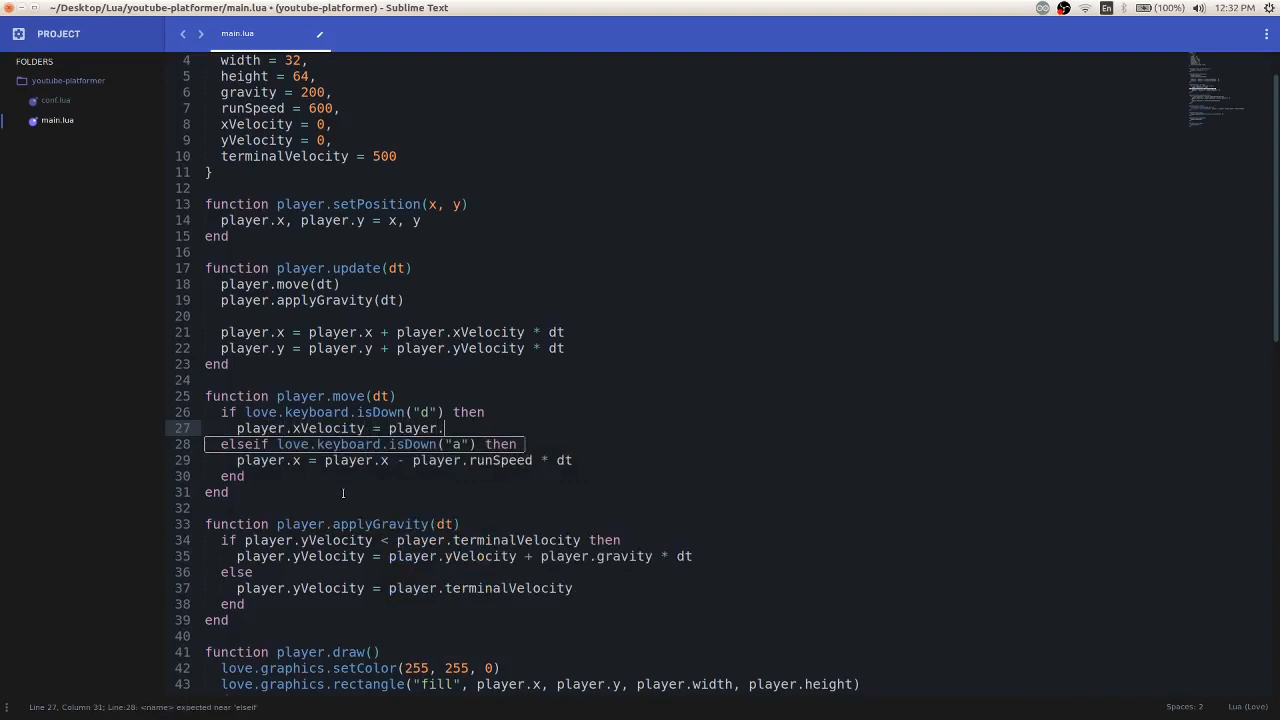 ~/Desktop/Lua/youtube-platformer/main.lua • (youtube-platformer) - Sublime Text
En
(100%)
12:32 PM
PROJECT
main.lua
FOLDERS
youtube-platformer
conf.lua
main.lua
4 width = 32,
5 height = 64,
6 gravity = 200,
7 runSpeed = 600,
8 xVelocity = 0,
9 yVelocity = 0,
10 terminalVelocity = 500
11 }
12
13 function player.setPosition(x, y)
14 player.x, player.y = x, y
15 end
16
17 function player.update(dt)
18 player.move(dt)
19 player.applyGravity(dt)
20
21 player.x = player.x + player.xVelocity * dt
22 player.y = player.y + player.yVelocity * dt
23 end
24
25 function player.move(dt)
26 if love.keyboard.isDown("d") then
27 player.xVelocity = player.
28 elseif love.keyboard.isDown("a") then
29 player.x = player.x - player.runSpeed * dt
30 end
31 end
32
33 function player.applyGravity(dt)
34 if player.yVelocity < player.terminalVelocity then
35 player.yVelocity = player.yVelocity + player.gravity * dt
36 else
37 player.yVelocity = player.terminalVelocity
38 end
39 end
40
41 function player.draw()
42 love.graphics.setColor(255, 255, 0)
43 love.graphics.rectangle("fill", player.x, player.y, player.width, player.height)
Line 27, Column 31; Line:28: <name> expected near 'elseif'
Spaces: 2
Lua (Love)